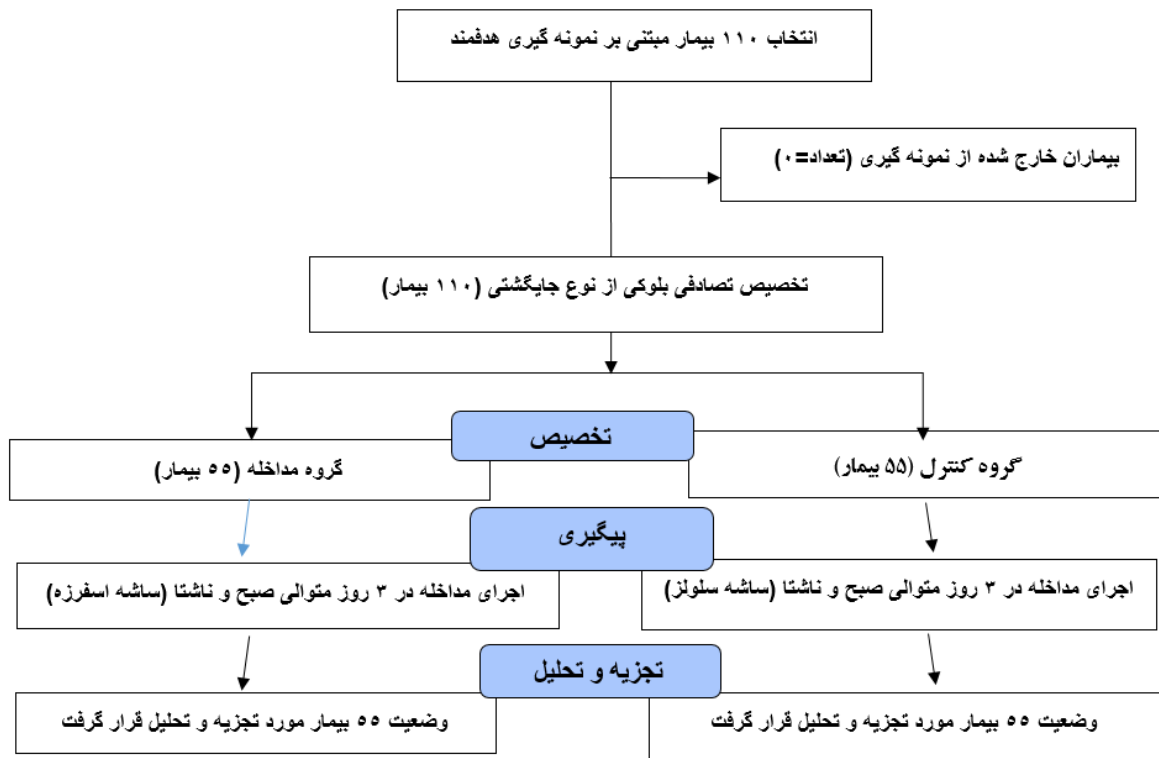 انتخاب ۱۱۰ بیمار مبتنی بر نمونه گیری هدفمند
بیماران خارج شده از نمونه گیری (تعداد=۰)
تخصیص تصادفی بلوکی از نوع جایگشتی (۱۱۰ بیمار)
تخصیص
گروه کنترل (۵۵ بیمار)
گروه مداخله (۵۵ بیمار)
پیگیری
اجرای مداخله در ۳ روز متوالی صبح و ناشتا (ساشه سلولز)
اجرای مداخله در ۳ روز متوالی صبح و ناشتا (ساشه اسفرزه)
تجزیه و تحلیل
وضعیت ۵۵ بیمار مورد تجزیه و تحلیل قرار گرفت
وضعیت ۵۵ بیمار مورد تجزیه و تحلیل قرار گرفت